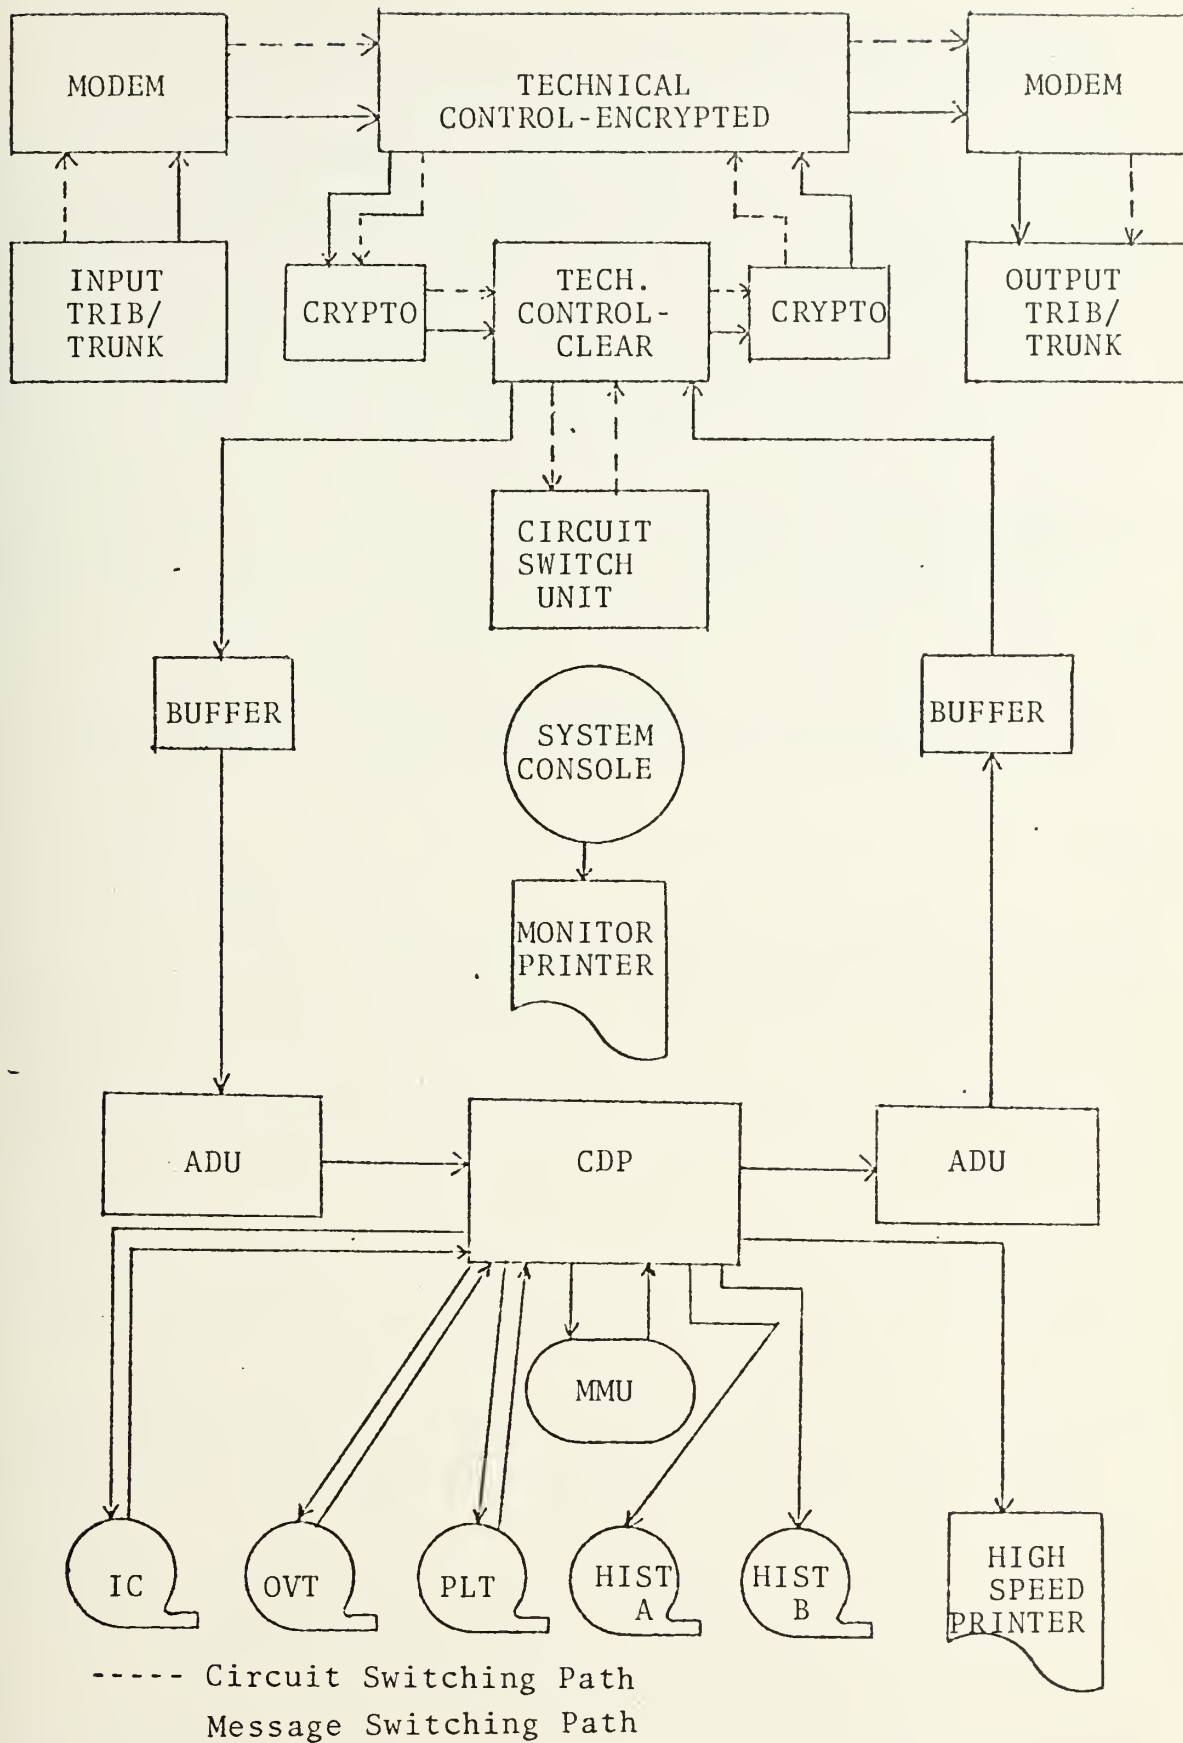 MODEM
TECHNICAL
CONTROL-ENCRYPTED
MODEM
INPUT
TRIB/
TRUNK
CRYPTO
TECH.
CONTROL-
CLEAR
CRYPTO
OUTPUT
TRIB/
TRUNK
CIRCUIT
SWITCH
UNIT
BUFFER
SYSTEM
CONSOLE
BUFFER
MONITOR
PRINTER
ADU
CDP
ADU
MMU
IC
OVT
PLT
HIST
A
HIST
B
HIGH
SPEED
PRINTER
----- Circuit Switching Path
Message Switching Path